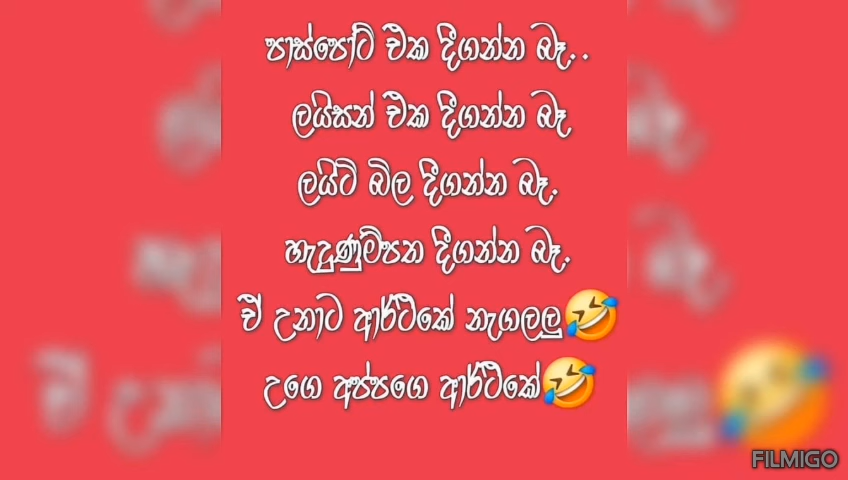 පාස්පෝට් එක දීගන්න බෑ..
ලයිසන් එක දීගන්න බෑ
ලයිට් බිල දීගන්න බෑ.
හැදුණුම්පත දීගන්න බෑ.
ඒ උනාට ආර්ථිකේ නැගලලු🤣
උගෙ අප්පගෙ ආර්ථිකේ🤣
FILMIGO